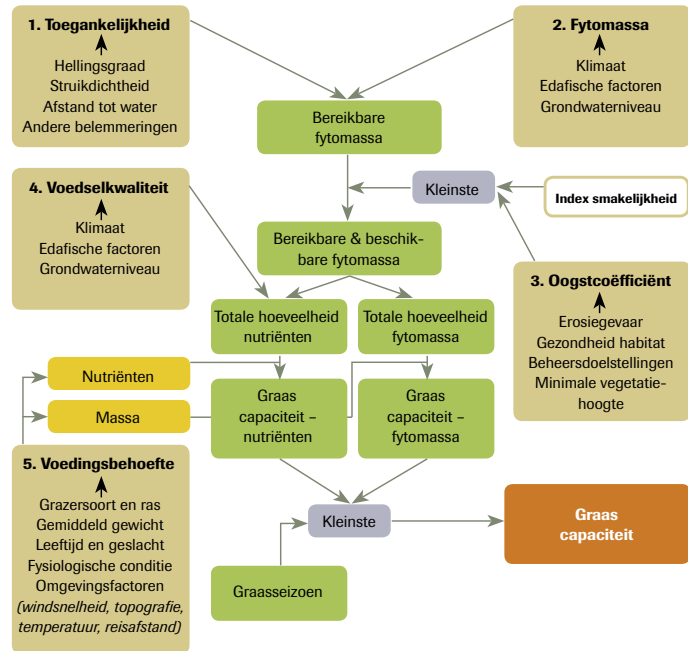 1. Toegankelijkheid
Hellingsgraad
Struikdichtheid
Afstand tot water
Andere belemmeringen
2. Fytomassa
Klimaat
Edafische factoren
Grondwaterniveau
Bereikbare
fytomassa
4. Voedselkwaliteit
Klimaat
Edafische factoren
Grondwaterniveau
Kleinste
Index smakelijkheid
Bereikbare & beschik-
bare fytomassa
3. Oogstcoëfficiënt
Erosiegevaar
Gezondheid habitat
Beheersdoelstellingen
Minimale vegetatie-
hoogte
Totale hoeveelheid
nutriënten
Totale hoeveelheid
fytomassa
Nutriënten
Massa
Graas
capaciteit –
nutriënten
Graas
capaciteit –
fytomassa
5. Voedingsbehoefte
Grazersoort en ras
Gemiddeld gewicht
Leeftijd en geslacht
Fysiologische conditie
Omgevingsfactoren
(windsnelheid, topografie,
temperatuur, reisafstand)
Kleinste
Graas
capaciteit
Graasseizoen